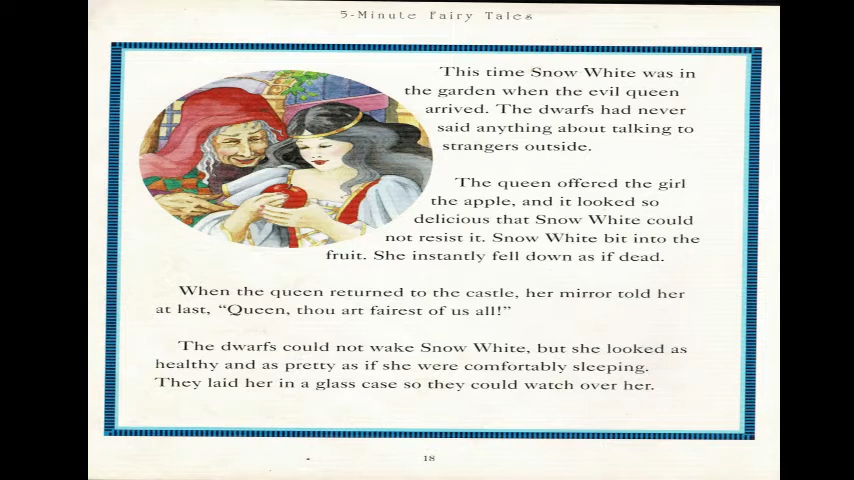 5-Minute Fairy Tales
This time Snow White was in
the garden when the evil queen
arrived. The dwarfs had never
said anything about talking to
strangers outside.
The queen offered the girl
the apple, and it looked so
delicious that Snow White could
not resist it. Snow White bit into the
fruit. She instantly fell down as if dead.
When the queen returned to the castle, her mirror told her
at last, “Queen, thou art fairest of us all!”
The dwarfs could not wake Snow White, but she looked as
healthy and as pretty as if she were comfortably sleeping.
They laid her in a glass case so they could watch over her.
18